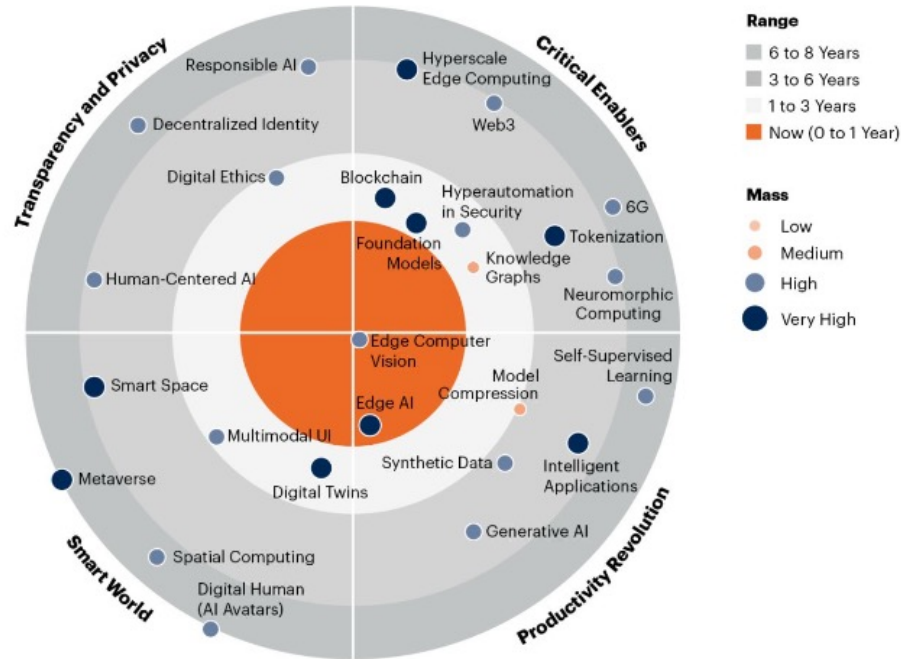 Transparency and Privacy
Critical Enablers
Smart World
Productivity Revolution
Responsible AI
Decentralized Identity
Digital Ethics
Human-Centered AI
Hyperscale
Edge Computing
Web3
Blockchain
Hyperautomation
in Security
6G
Foundation
Models
Tokenization
Knowledge
Graphs
Neuromorphic
Computing
Edge Computer
Vision
Self-Supervised
Learning
Model
Compression
Edge AI
Smart Space
Multimodal UI
Metaverse
Digital Twins
Synthetic Data
Intelligent
Applications
Generative AI
Spatial Computing
Digital Human
(AI Avatars)
Range
6 to 8 Years
3 to 6 Years
1 to 3 Years
Now (0 to 1 Year)
Mass
Low
Medium
High
Very High